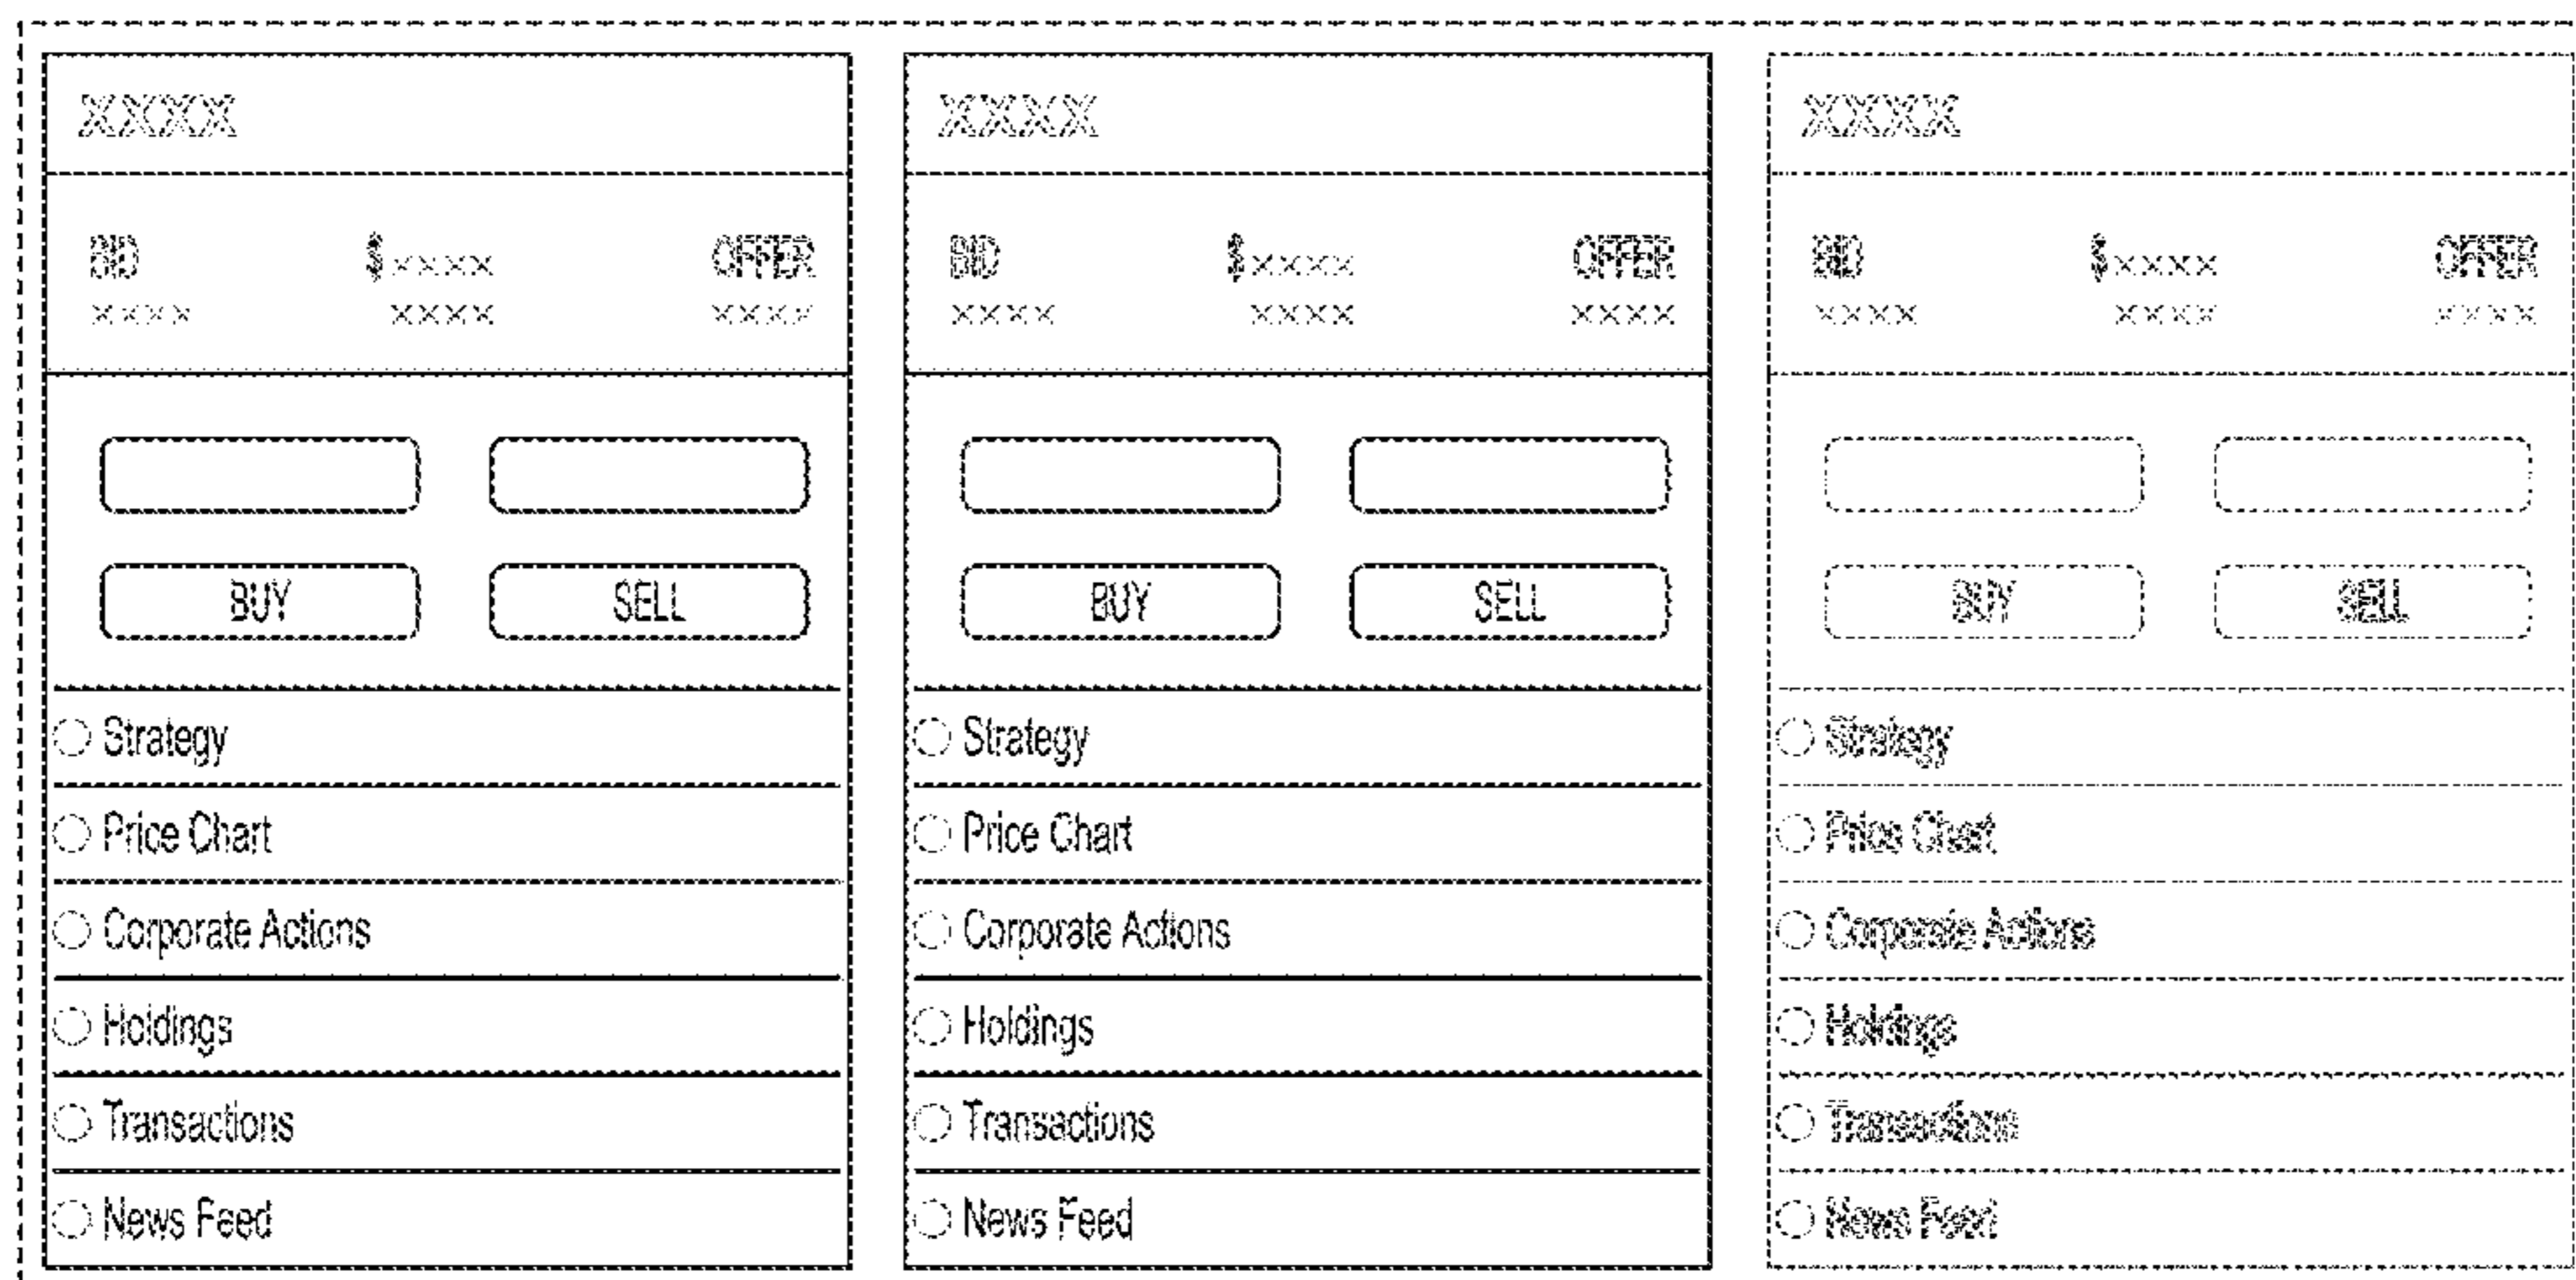 XXXX
BID $xxxx OFFER
xxxx xxxx xxxx
BUY SELL
Strategy
Price Chart
Corporate Actions
Holdings
Transactions
News Feed
XXXX
BID $xxxx OFFER
xxxx xxxx xxxx
BUY SELL
Strategy
Price Chart
Corporate Actions
Holdings
Transactions
News Feed
XXXX
BID $xxxx OFFER
xxxx xxxx xxxx
BUY SELL
Strategy
Price Chart
Corporate Actions
Holdings
Transactions
News Feed